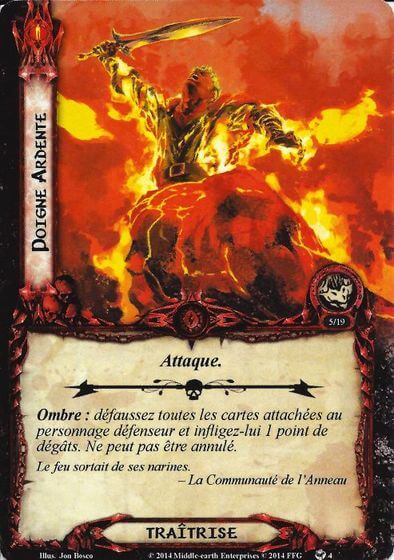 POIGNE ARDENTE
5/19
Attaque.
Ombre : défaussez toutes les cartes attachées au
personnage défenseur et infligez-lui 1 point de
dégâts. Ne peut pas être annulé.
Le feu sortait de ses narines.
– La Communauté de l'Anneau
TRAÎTRISE
Illus. Jon Bosco
© 2014 Middle-earth Enterprises © 2014 FFG
4